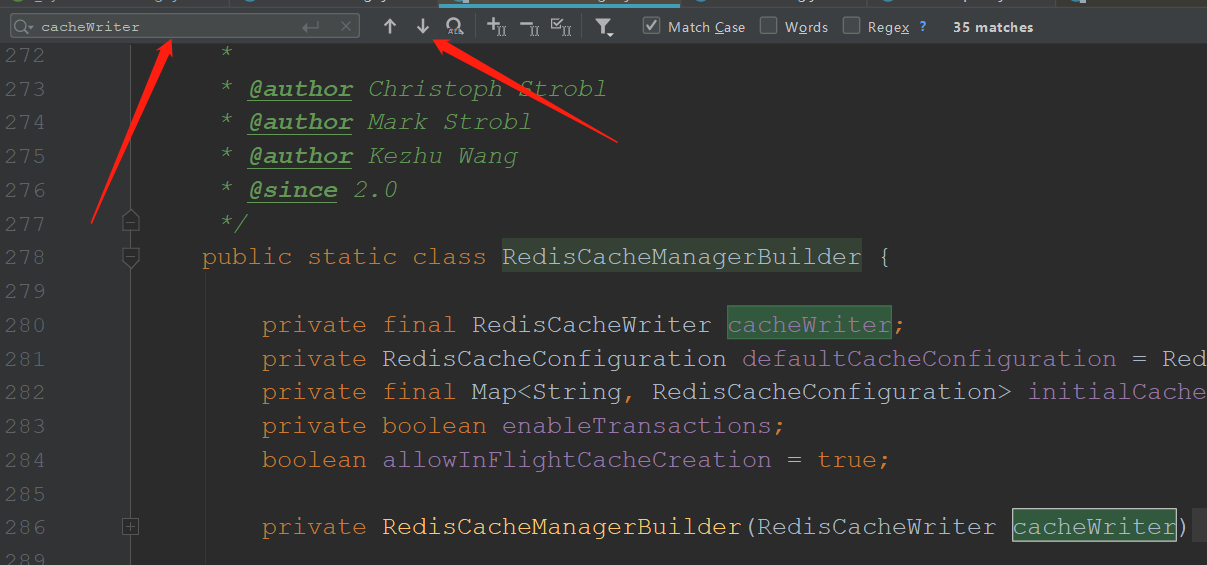 cacheWriter
Match Case
Words
Regex
?
35 matches
272 *
273 * @author Christoph Strobl
274 * @author Mark Strobl
275 * @author Kezhu Wang
276 * @since 2.0
277 */
278 public static class RedisCacheManagerBuilder {
279
280 private final RedisCacheWriter cacheWriter;
281 private RedisCacheConfiguration defaultCacheConfiguration = Red
282 private final Map<String, RedisCacheConfiguration> initialCache
283 private boolean enableTransactions;
284 boolean allowInFlightCacheCreation = true;
285
286 private RedisCacheManagerBuilder(RedisCacheWriter cacheWriter)
289